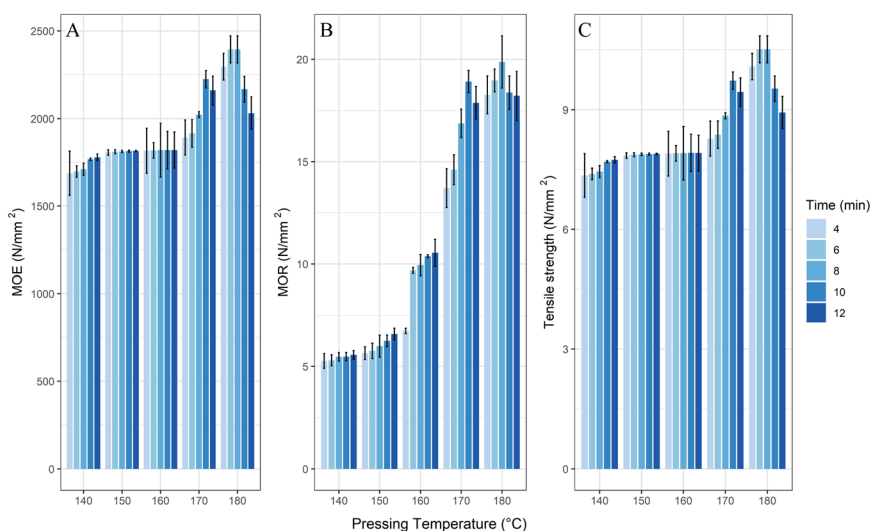 A
MOE (N/mm 2)
2500
2000
1500
1000
500
0
140 150 160 170 180
B
MOR (N/mm 2)
20
15
10
5
0
140 150 160 170 180
C
Tensile strength (N/mm 2)
9
6
3
0
140 150 160 170 180
Pressing Temperature (°C)
Time (min)
4
6
8
10
12